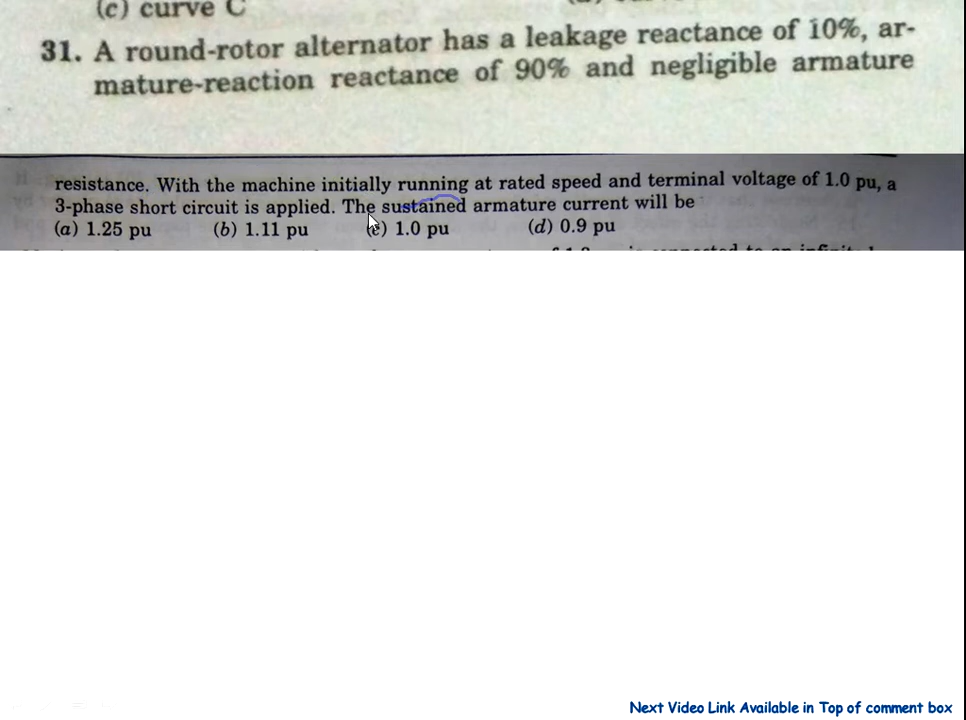 (c) curve C
31. A round-rotor alternator has a leakage reactance of 10%, ar-
mature-reaction reactance of 90% and negligible armature
resistance. With the machine initially running at rated speed and terminal voltage of 1.0 pu, a
3-phase short circuit is applied. The sustained armature current will be
(a) 1.25 pu (b) 1.11 pu (c) 1.0 pu (d) 0.9 pu
Next Video Link Available in Top of comment box